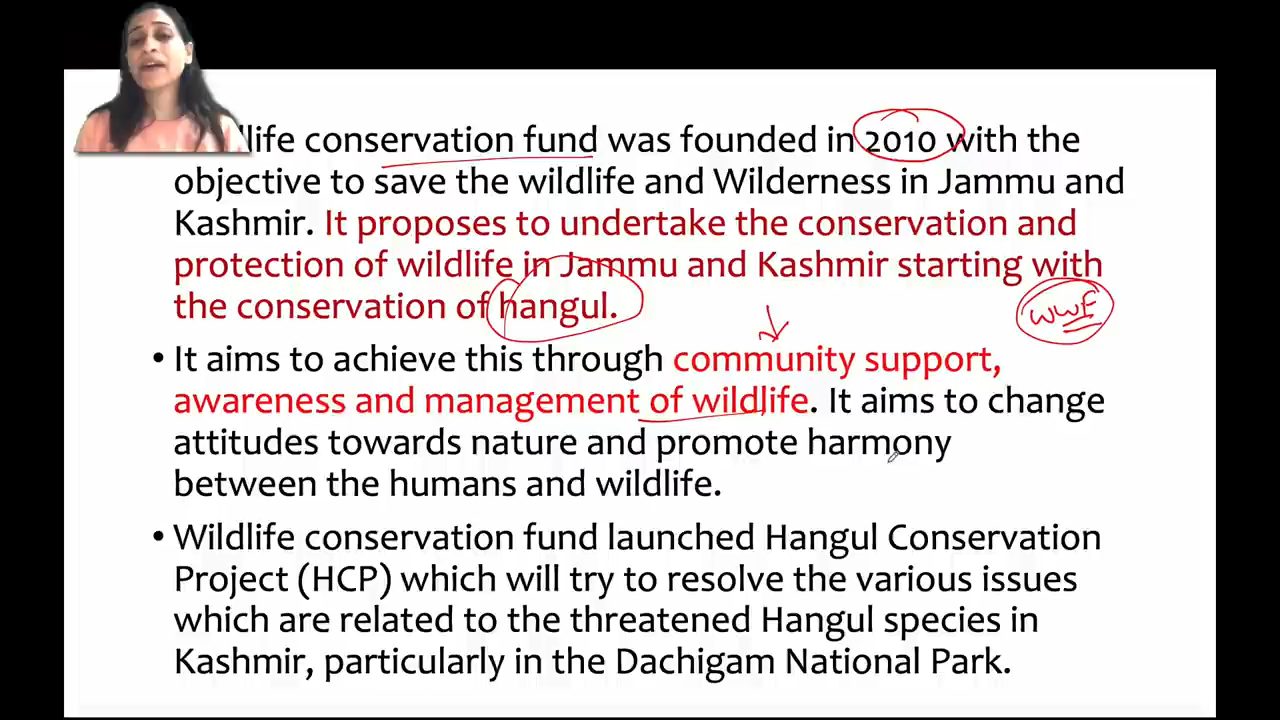 life conservation fund was founded in 2010 with the
objective to save the wildlife and Wilderness in Jammu and
Kashmir. It proposes to undertake the conservation and
protection of wildlife in Jammu and Kashmir starting with
the conservation of hangul.
WWF
• It aims to achieve this through community support,
awareness and management of wildlife. It aims to change
attitudes towards nature and promote harmony
between the humans and wildlife.
• Wildlife conservation fund launched Hangul Conservation
Project (HCP) which will try to resolve the various issues
which are related to the threatened Hangul species in
Kashmir, particularly in the Dachigam National Park.